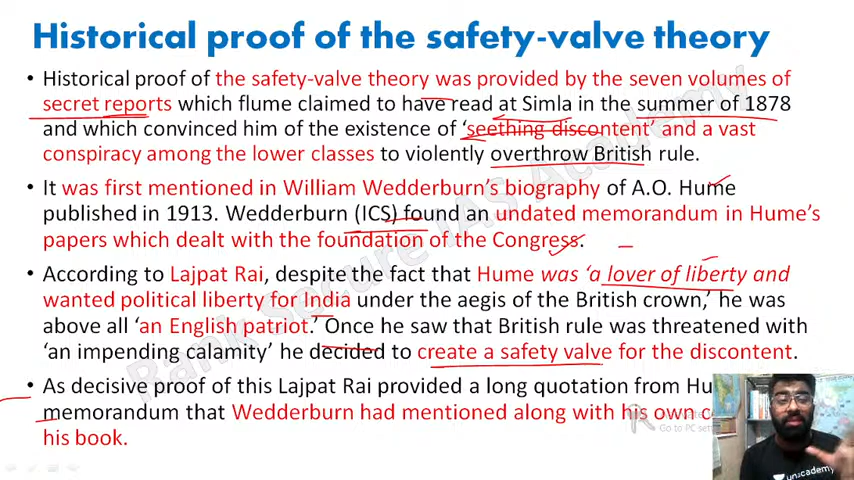 Historical proof of the safety-valve theory
• Historical proof of the safety-valve theory was provided by the seven volumes of
secret reports which flume claimed to have read at Simla in the summer of 1878
and which convinced him of the existence of ‘seething discontent’ and a vast
conspiracy among the lower classes to violently overthrow British rule.
• It was first mentioned in William Wedderburn’s biography of A.O. Hume
published in 1913. Wedderburn (ICS) found an undated memorandum in Hume’s
papers which dealt with the foundation of the Congress.
• According to Lajpat Rai, despite the fact that Hume was ‘a lover of liberty and
wanted political liberty for India under the aegis of the British crown,’ he was
above all ‘an English patriot.’ Once he saw that British rule was threatened with
‘an impending calamity’ he decided to create a safety valve for the discontent.
• As decisive proof of this Lajpat Rai provided a long quotation from Hu
memorandum that Wedderburn had mentioned along with his own c
his book.
Rank Secure IAS Academy
Go to PC
unacademy